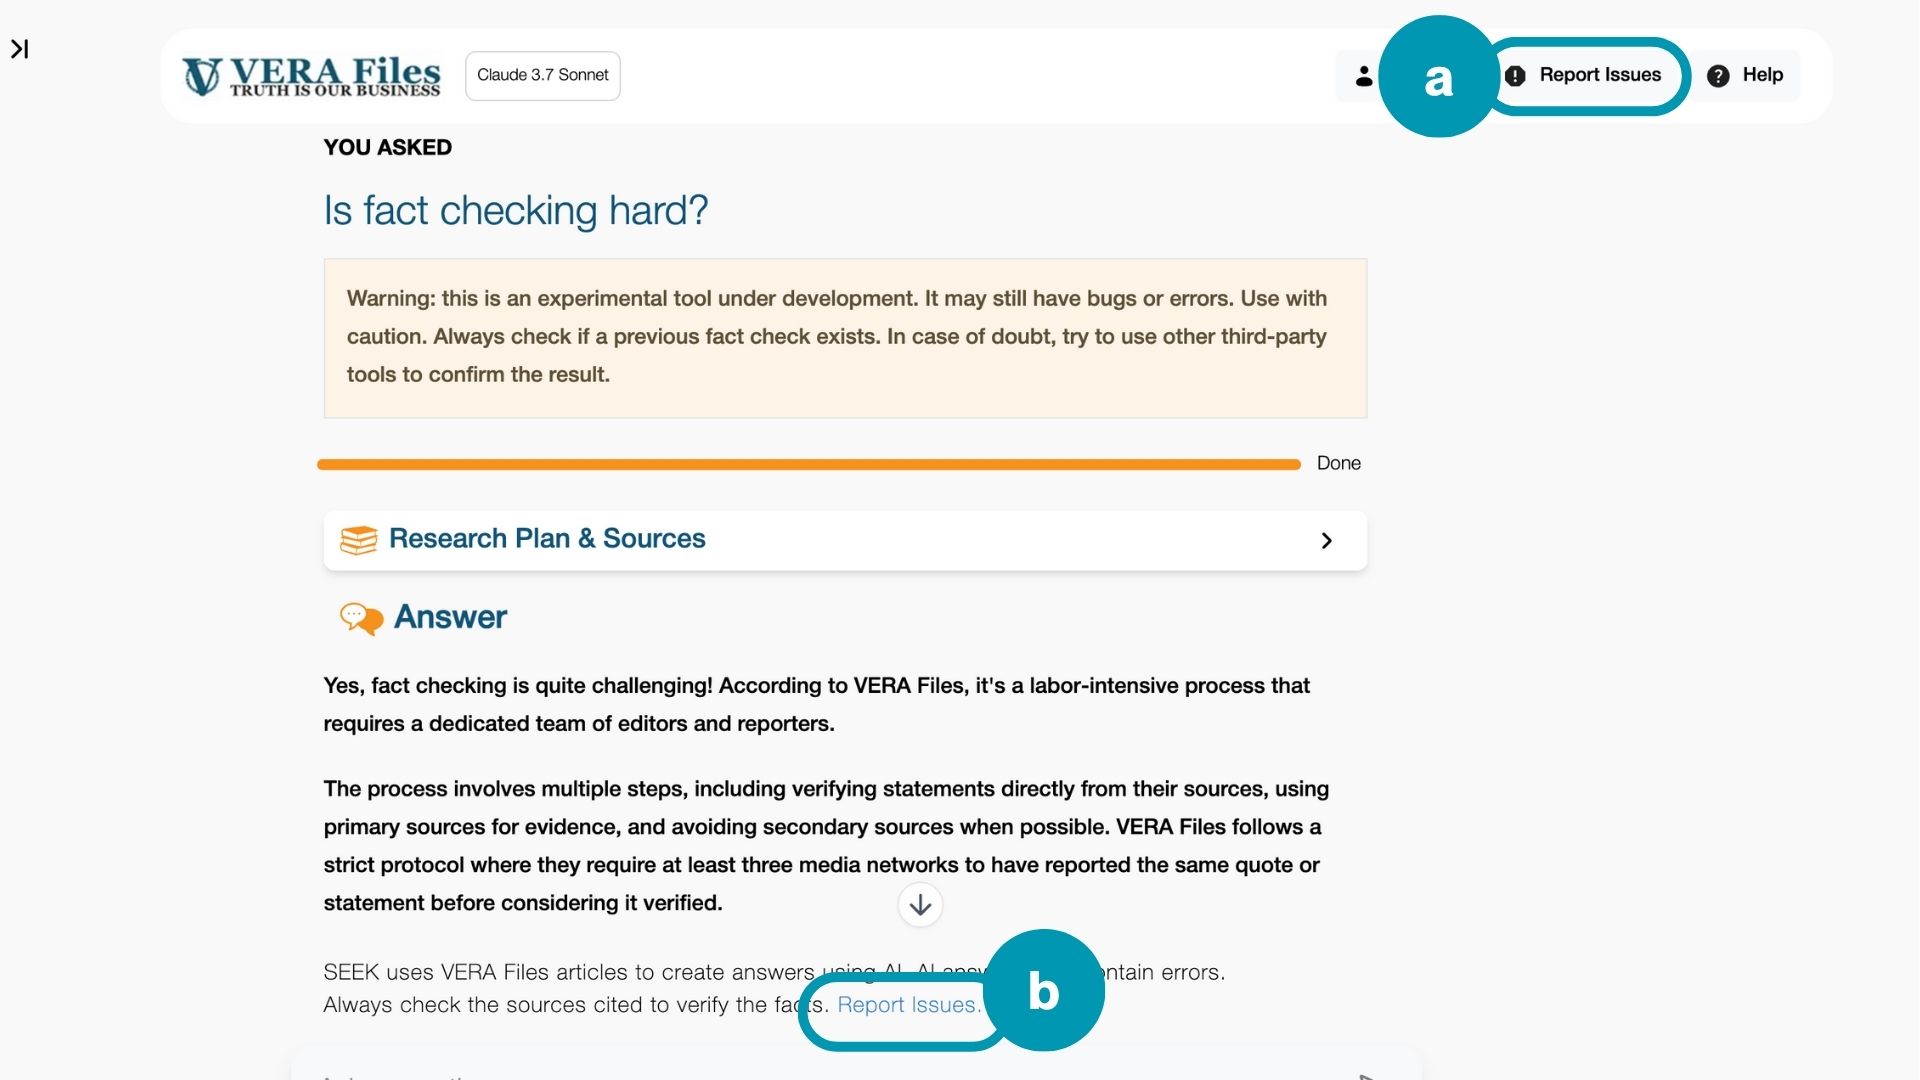 VERA Files
TRUTH IS OUR BUSINESS
Claude 3.7 Sonnet
a
Report Issues
Help
YOU ASKED
Is fact checking hard?
Warning: this is an experimental tool under development. It may still have bugs or errors. Use with
caution. Always check if a previous fact check exists. In case of doubt, try to use other third-party
tools to confirm the result.
Done
Research Plan & Sources
Answer
Yes, fact checking is quite challenging! According to VERA Files, it's a labor-intensive process that
requires a dedicated team of editors and reporters.
The process involves multiple steps, including verifying statements directly from their sources, using
primary sources for evidence, and avoiding secondary sources when possible. VERA Files follows a
strict protocol where they require at least three media networks to have reported the same quote or
statement before considering it verified.
SEEK uses VERA Files articles to create answers using AI. AI errors.
Always check the sources cited to verify the facts. Report Issues.
b